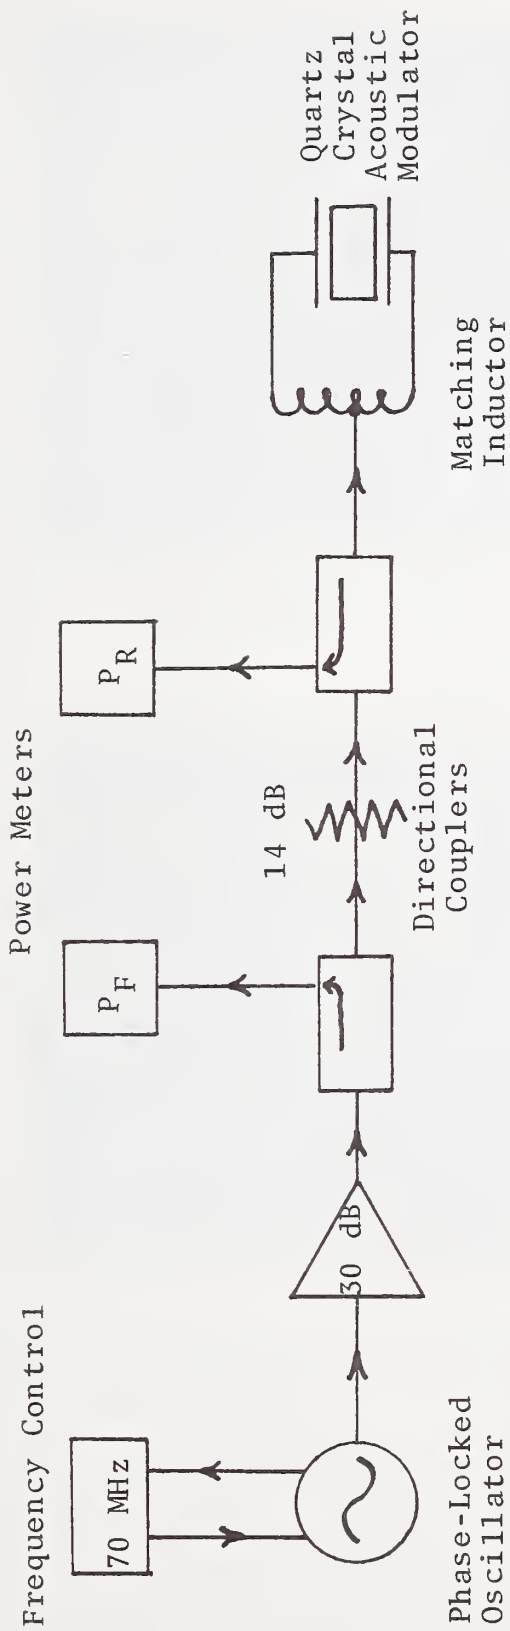 Frequency Control
70 MHz
Phase-Locked
Oscillator
30 dB
Power Meters
P_F
14 dB
Directional
Couplers
P_R
Matching
Inductor
Quartz
Crystal
Acoustic
Modulator